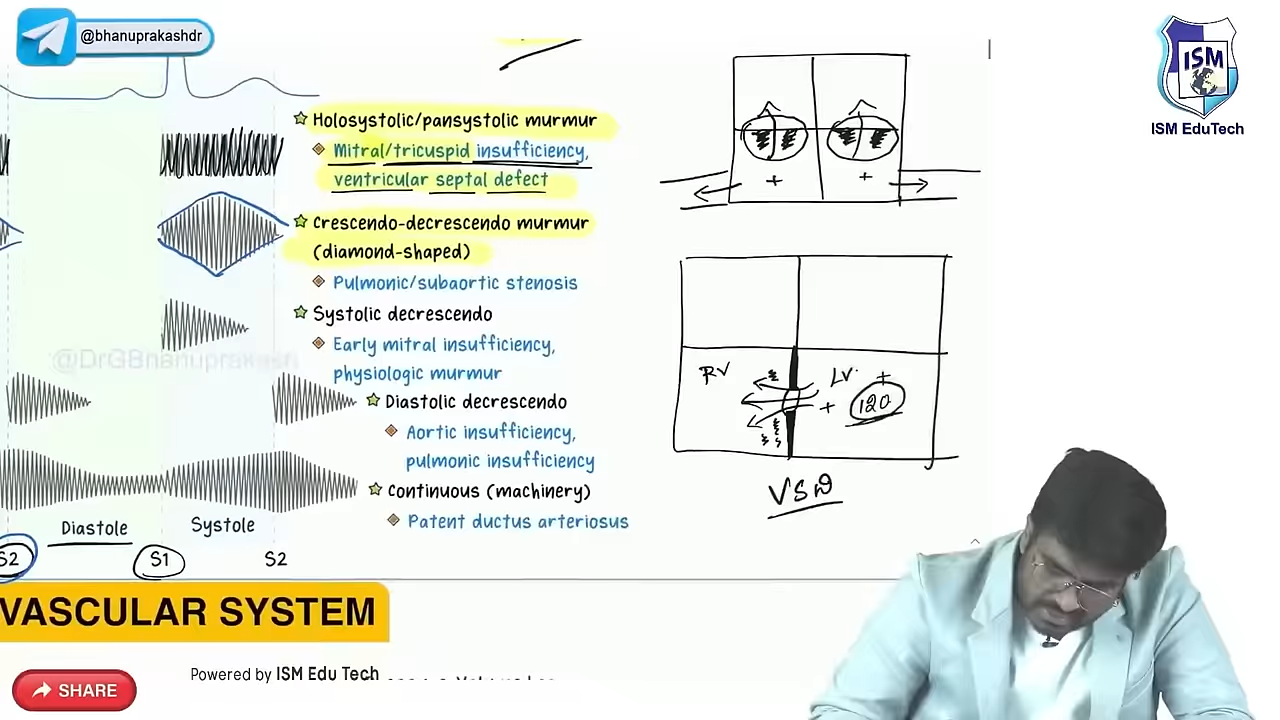 @bhanuprakashdr
ISM
ISM EduTech
Holosystolic/pansystolic murmur
Mitral/tricuspid insufficiency,
ventricular septal defect
Crescendo-decrescendo murmur
(diamond-shaped)
Pulmonic/subaortic stenosis
Systolic decrescendo
Early mitral insufficiency,
physiologic murmur
@DrGBhanuprakash
Diastolic decrescendo
Aortic insufficiency,
pulmonic insufficiency
Continuous (machinery)
Patent ductus arteriosus
Diastole
Systole
S2
S1
S2
+
+
RV
LV
+
+
120
VSD
VASCULAR SYSTEM
Powered by ISM Edu Tech
SHARE